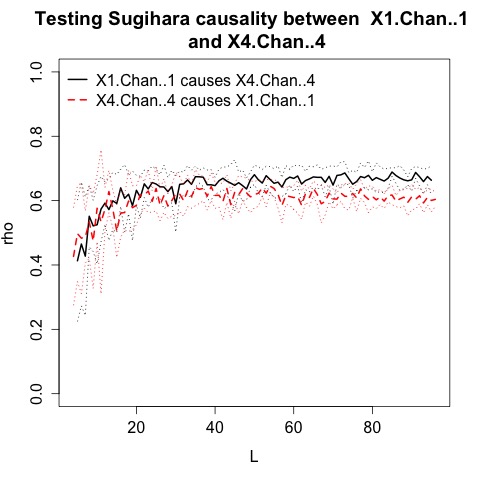 Testing Sugihara causality between X1.Chan..1
and X4.Chan..4
X1.Chan..1 causes X4.Chan..4
X4.Chan..4 causes X1.Chan..1
1.0
0.8
0.6
0.4
0.2
0.0
rho
20 40 60 80
L